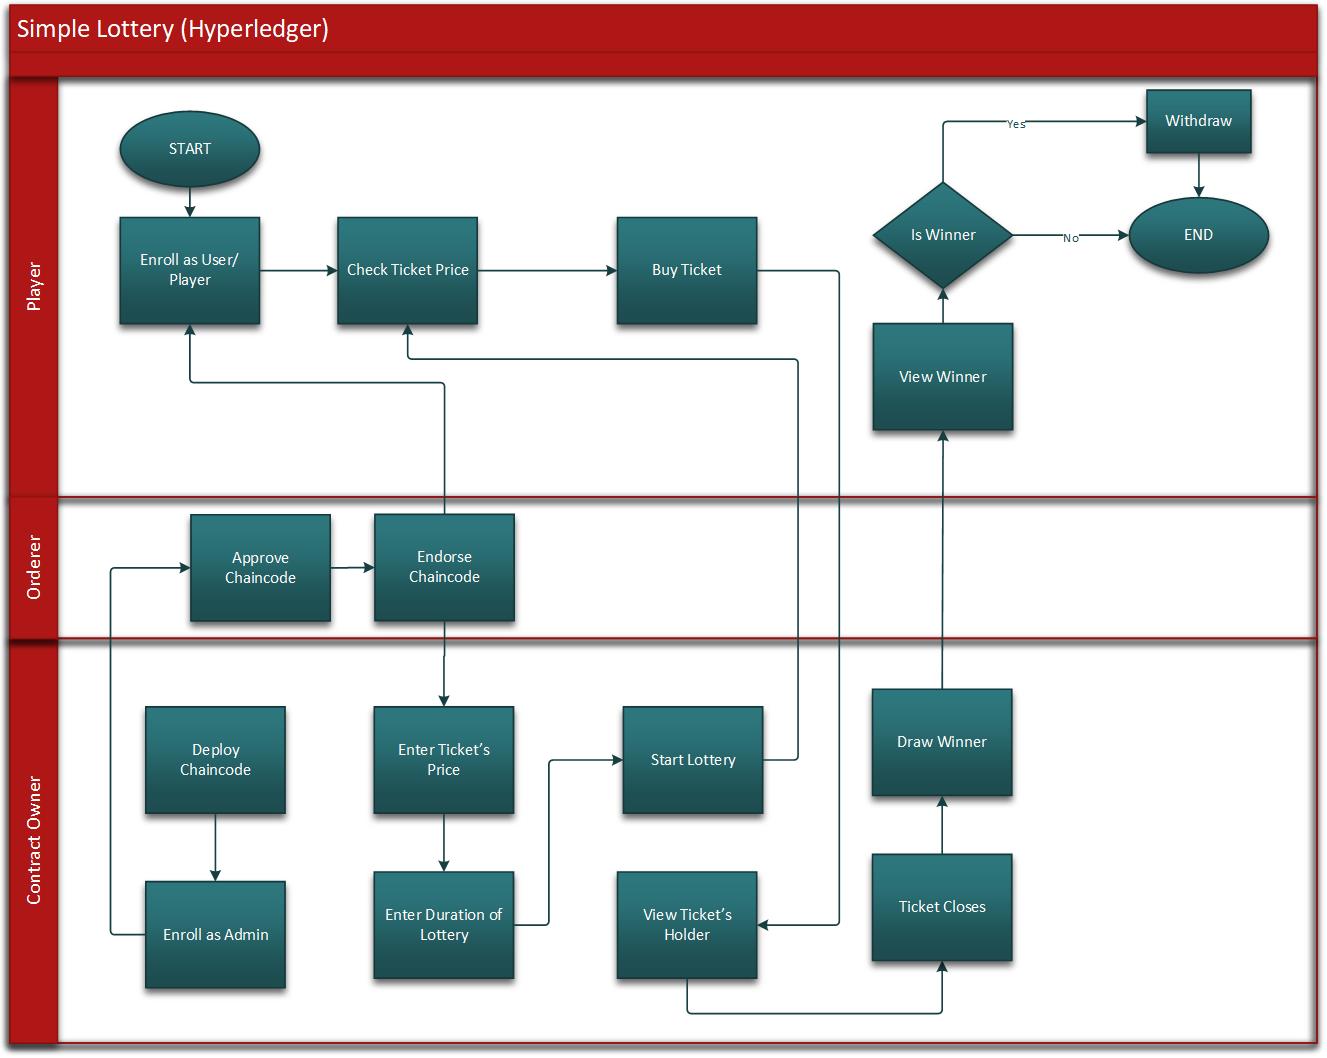 Simple Lottery (Hyperledger)
Player
START
Enroll as User/
Player
Check Ticket Price
Buy Ticket
Is Winner
Yes
No
Withdraw
END
View Winner
Orderer
Approve
Chaincode
Endorse
Chaincode
Contract Owner
Deploy
Chaincode
Enroll as Admin
Enter Ticket’s
Price
Enter Duration of
Lottery
Start Lottery
View Ticket’s
Holder
Draw Winner
Ticket Closes